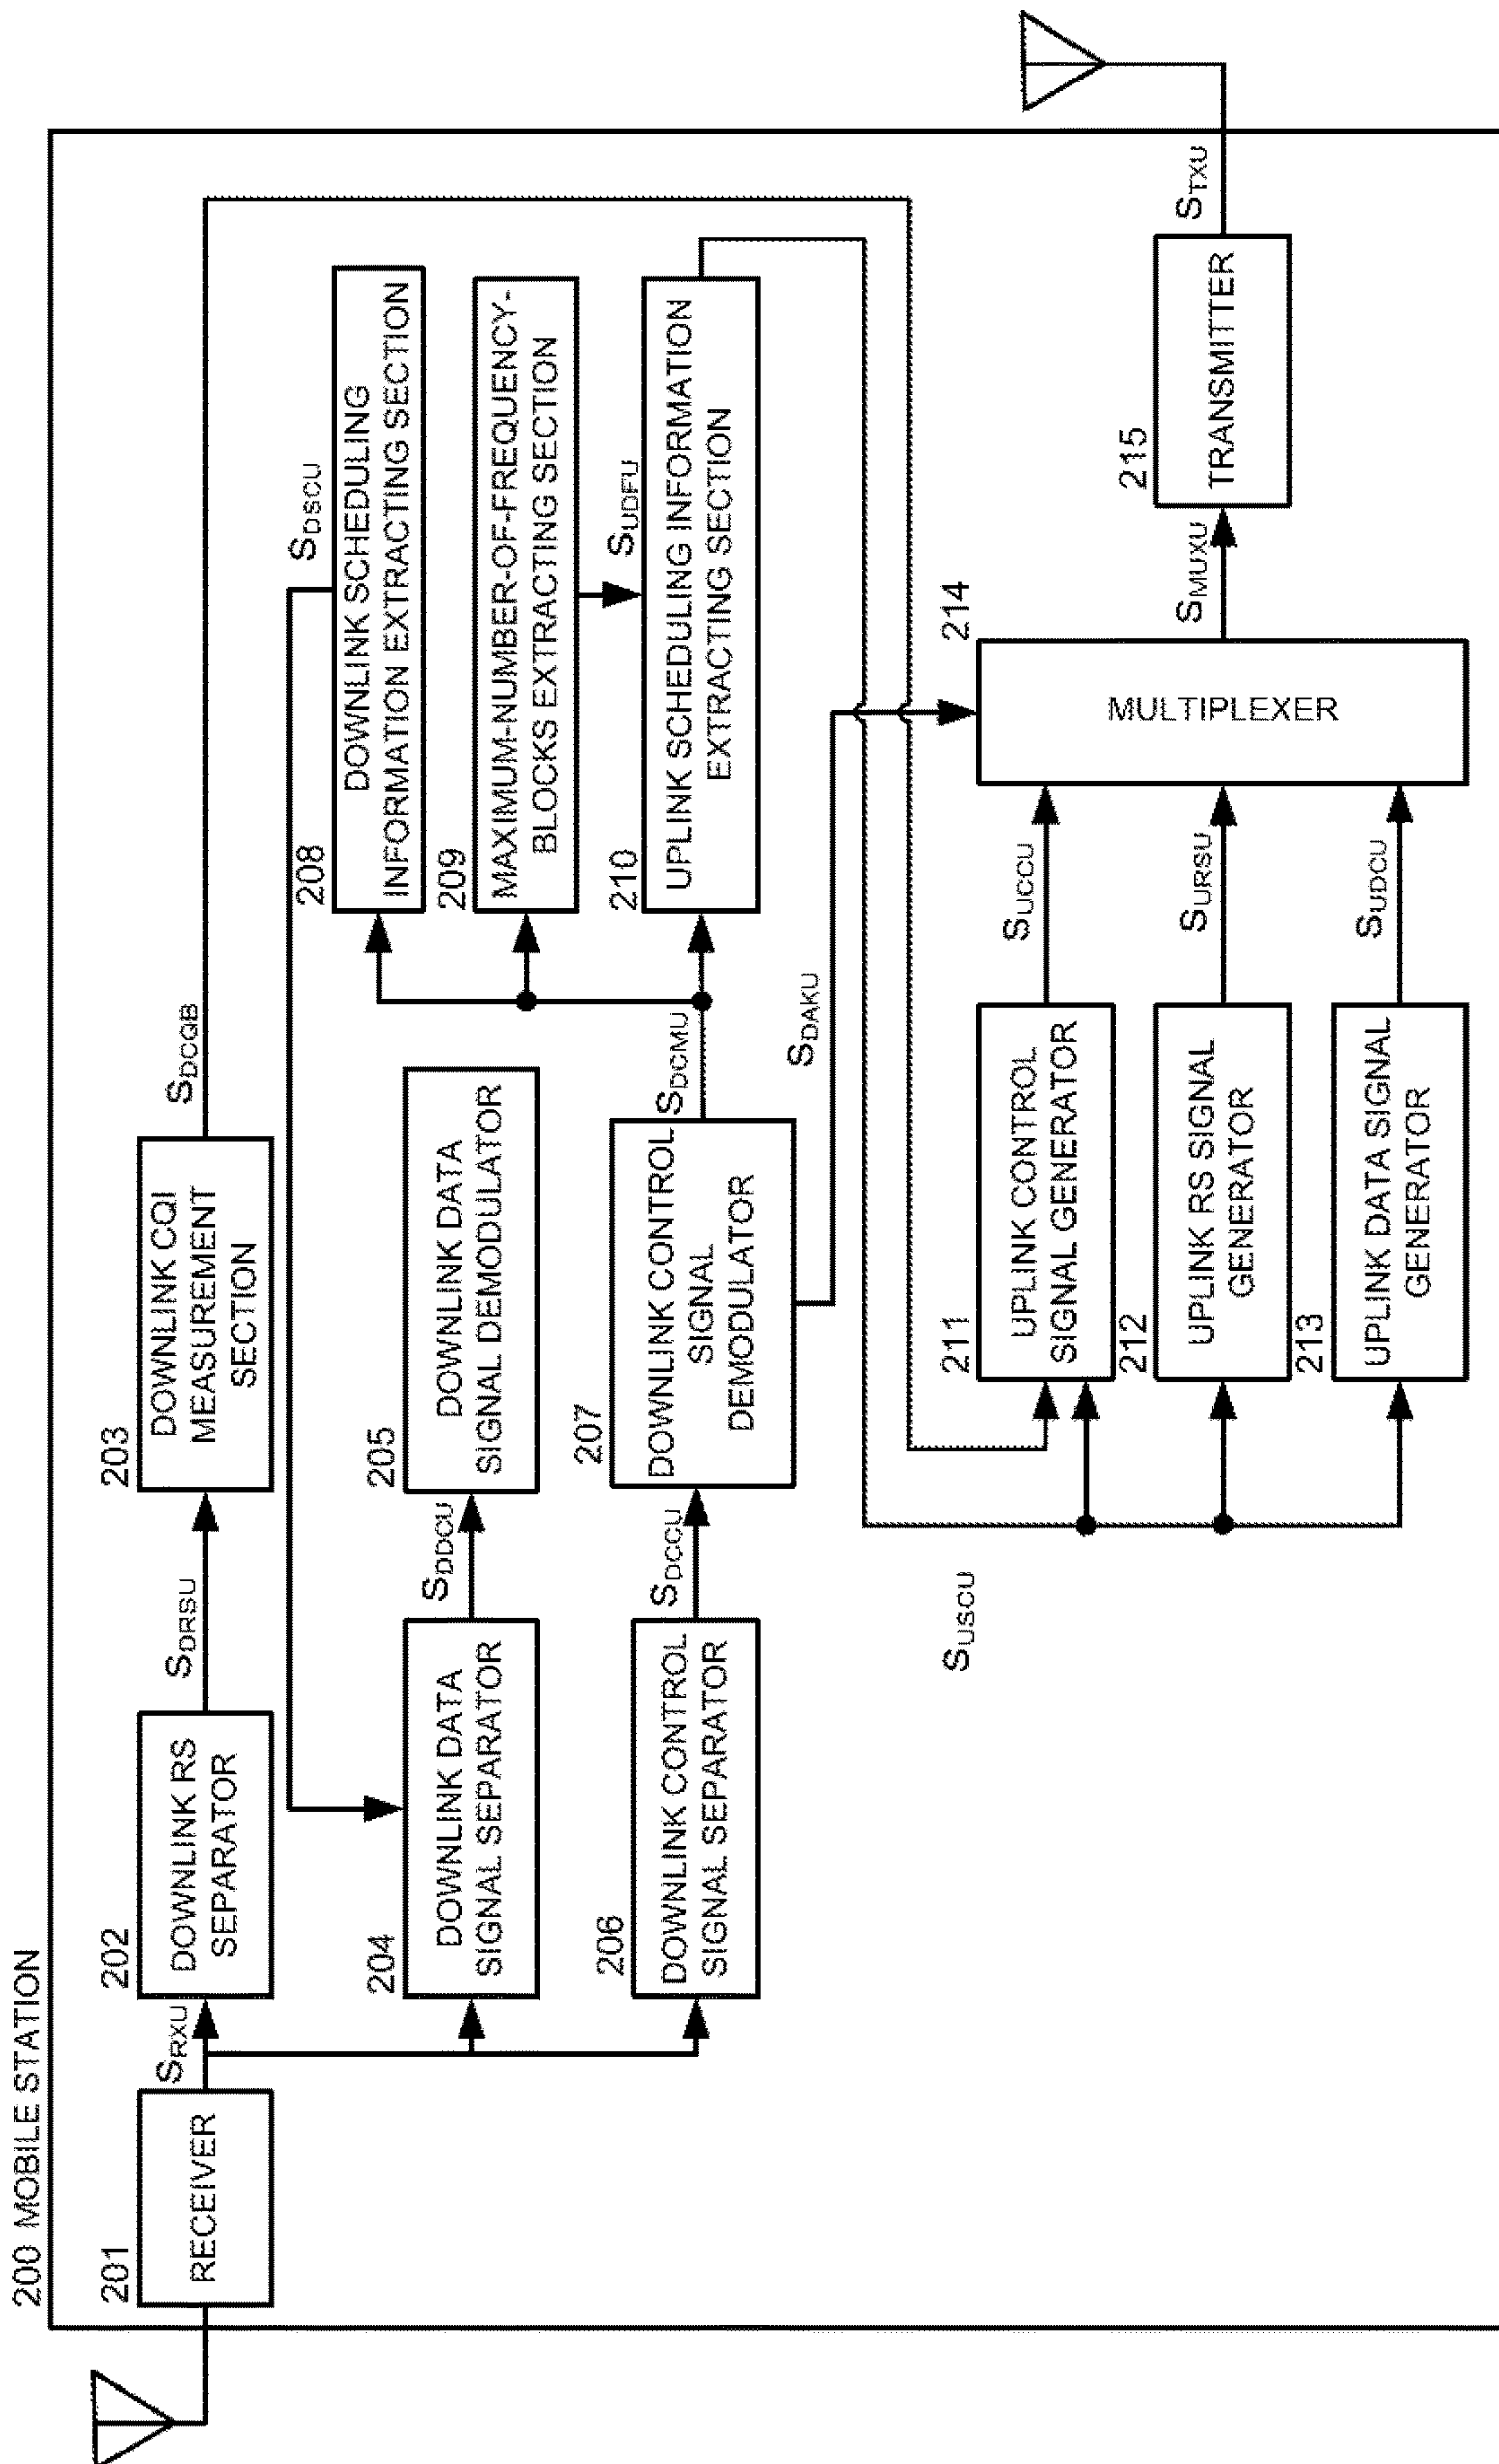 200 MOBILE STATION
201
RECEIVER
SRXU
202
DOWNLINK RS
SEPARATOR
SDRSU
203
DOWNLINK CQI
MEASUREMENT
SECTION
SDCQB
204
DOWNLINK DATA
SIGNAL SEPARATOR
SDDCU
205
DOWNLINK DATA
SIGNAL DEMODULATOR
206
DOWNLINK CONTROL
SIGNAL SEPARATOR
SDCCU
207
DOWNLINK CONTROL
SIGNAL
DEMODULATOR
SDCMU
SDAKU
SDSCU
208
DOWNLINK SCHEDULING
INFORMATION EXTRACTING SECTION
209
MAXIMUM-NUMBER-OF-FREQUENCY-
BLOCKS EXTRACTING SECTION
SUDFU
210
UPLINK SCHEDULING INFORMATION
EXTRACTING SECTION
SUSCU
211
UPLINK CONTROL
SIGNAL GENERATOR
SUCCU
212
UPLINK RS SIGNAL
GENERATOR
SURSU
213
UPLINK DATA SIGNAL
GENERATOR
SUDCU
214
MULTIPLEXER
SMUXU
215
TRANSMITTER
STXU